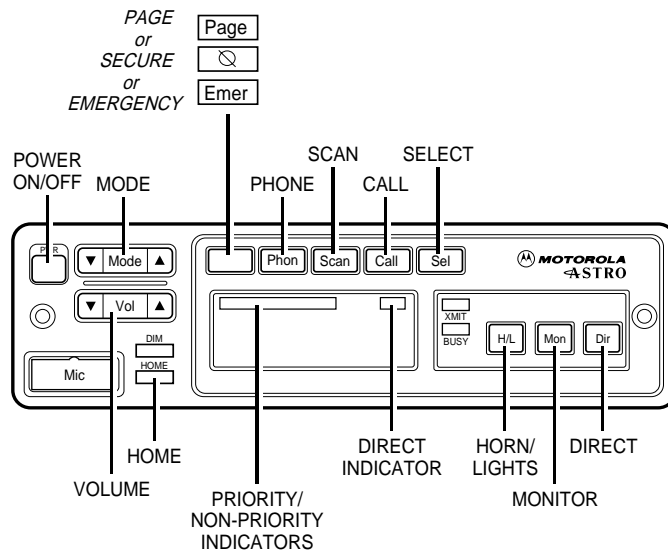 PAGE
or
SECURE
or
EMERGENCY
Page
Emer
POWER
ON/OFF
MODE
PHONE
SCAN
CALL
SELECT
PWR
Mode
Phon
Scan
Call
Sel
MOTOROLA
ASTRO
Vol
DIM
HOME
Mic
XMIT
BUSY
H/L
Mon
Dir
HOME
VOLUME
PRIORITY/
NON-PRIORITY
INDICATORS
DIRECT
INDICATOR
HORN/
LIGHTS
MONITOR
DIRECT